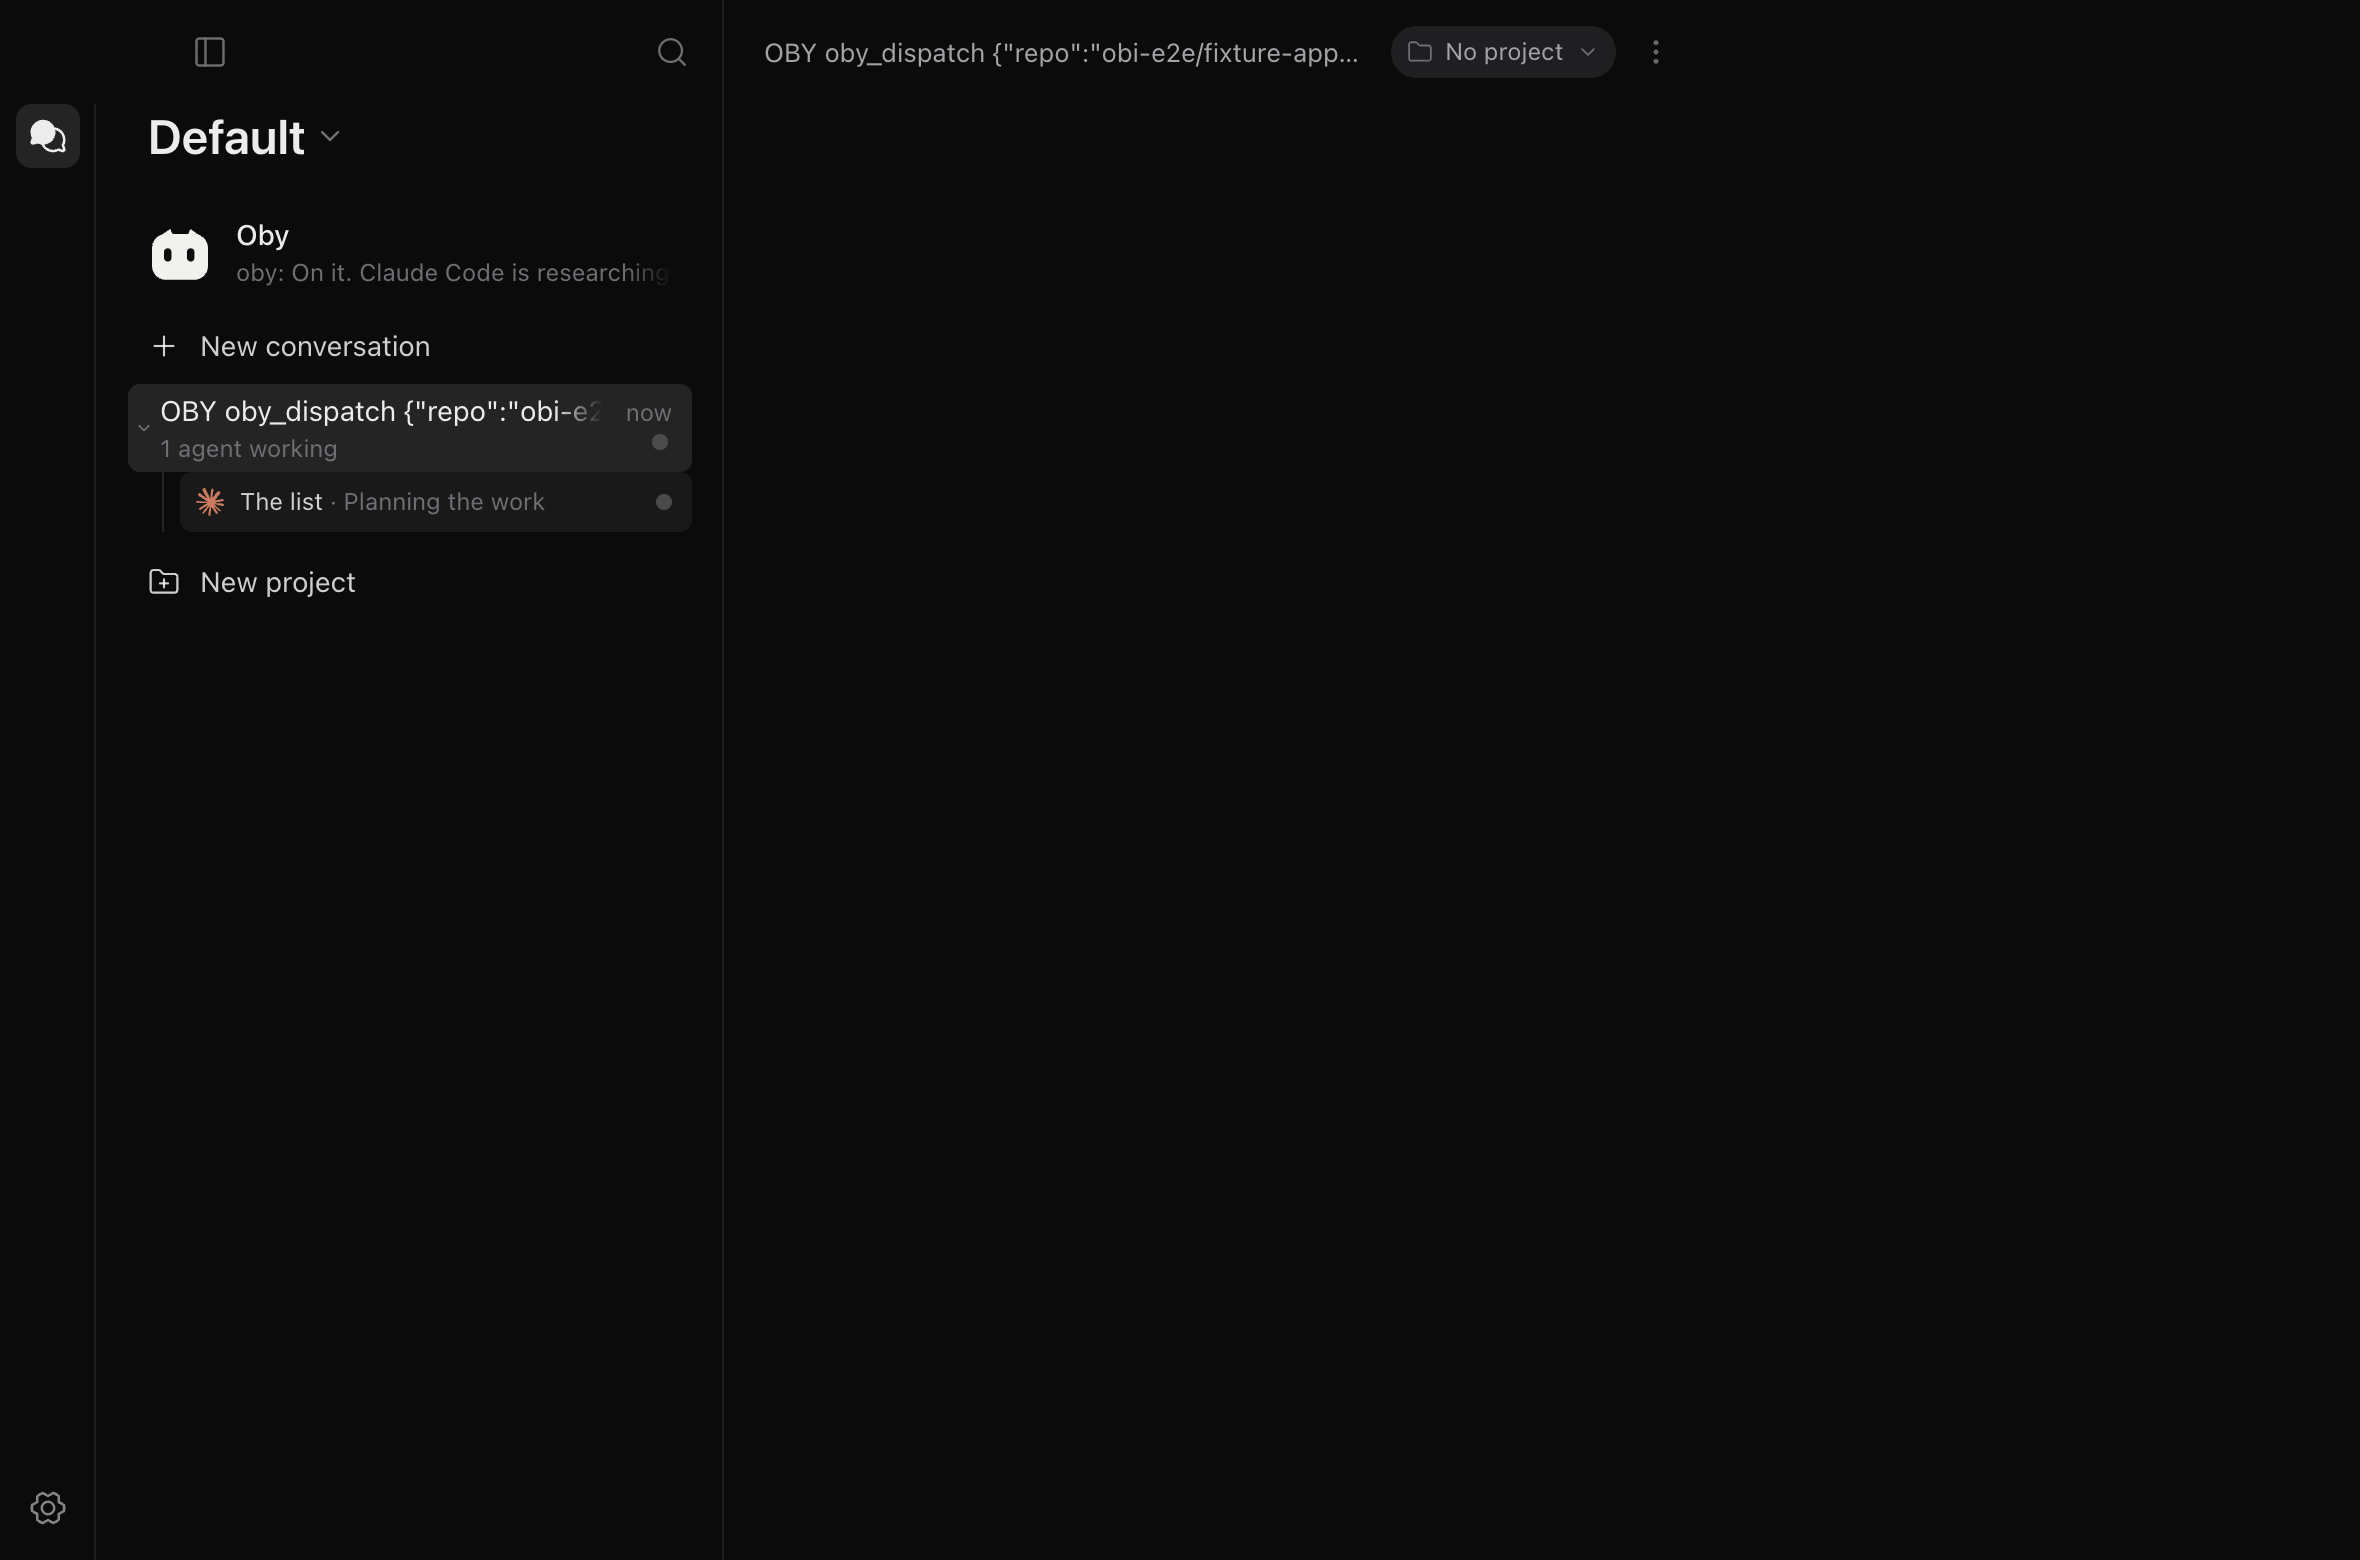 OBY oby_dispatch {"repo":"obi-e2e/fixture-app...
No project
Default
Oby
oby: On it. Claude Code is researching
New conversation
OBY oby_dispatch {"repo":"obi-e2
now
1 agent working
The list · Planning the work
New project